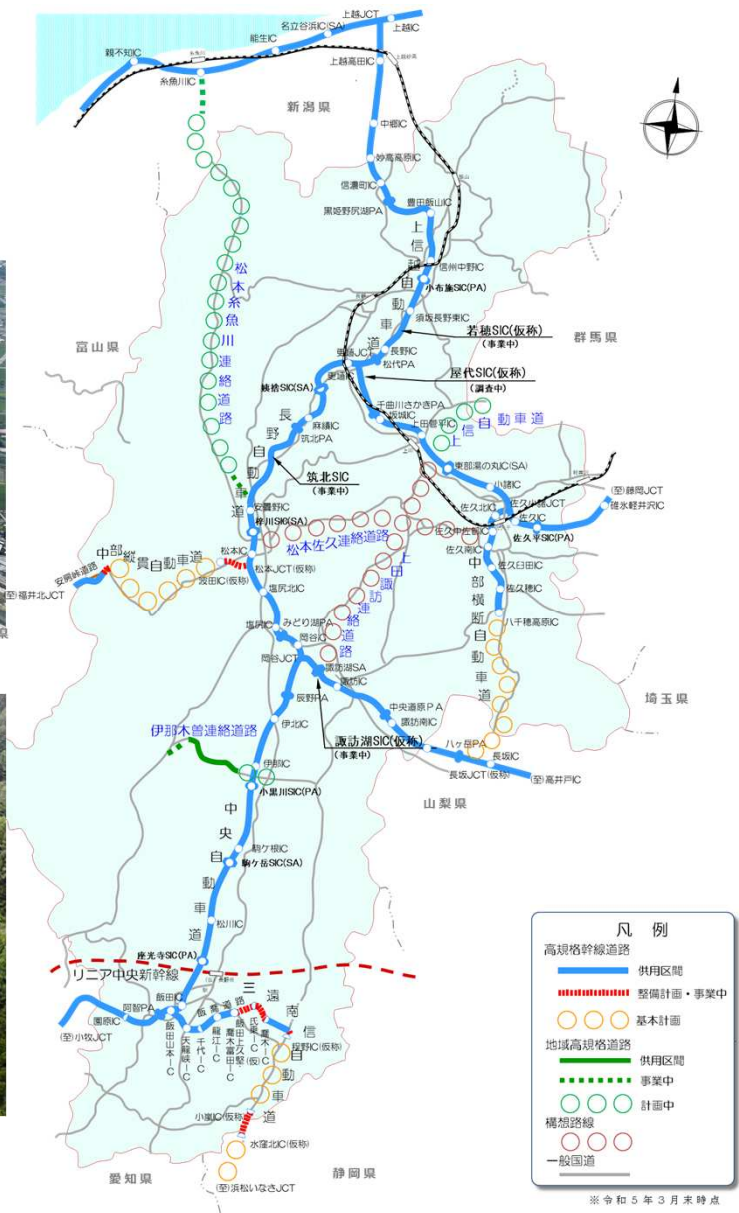 上越JCT
上越IC
名立谷浜IC(SA)
能生IC
親不知IC
糸魚川IC
上越高田IC
新潟県
中郷IC
妙高高原IC
信濃町IC
黒姫野尻湖PA
豊田飯山IC
上信越自動車道
信州中野IC
小布施SIC(PA)
須坂長野東IC
若穂SIC(仮称)
(事業中)
群馬県
富山県
松本糸魚川連絡道路
長野IC
松代PA
更埴JCT
更埴IC
屋代SIC(仮称)
(調査中)
姨捨SIC(SA)
千曲川さかきPA
坂城IC
上田菅平IC
上信自動車道
麻績IC
筑北PA
長野自動車道
筑北SIC
(事業中)
東部湯の丸IC(SA)
小諸IC
(至)藤岡JCT
碓氷軽井沢IC
佐久小諸JCT
佐久北IC
佐久IC
佐久平SIC(PA)
安曇野IC
梓川SIC(SA)
松本佐久連絡道路
佐久中佐都IC
佐久南IC
佐久臼田IC
佐久穂IC
八千穂高原IC
中部横断自動車道
中部縦貫自動車道
安房峠道路
(至)福井北JCT
波田IC(仮称)
松本IC
松本JCT(仮称)
塩尻北IC
塩尻IC
みどり湖PA
岡谷IC
岡谷JCT
上田諏訪連絡道路
諏訪湖SA
諏訪IC
中央道原PA
諏訪南IC
八ヶ岳PA
長坂IC
長坂JCT(仮称)
(至)高井戸IC
埼玉県
山梨県
諏訪湖SIC(仮称)
(事業中)
辰野PA
伊北IC
伊那木曽連絡道路
伊那IC
小黒川SIC(PA)
中央自動車道
駒ケ根IC
駒ケ岳SIC(SA)
松川IC
座光寺SIC(PA)
リニア中央新幹線
三遠南信自動車道
飯喬道路
飯田IC
阿智PA
園原IC
(至)小牧JCT
飯田山本IC
天龍峡IC
千代IC
龍江IC
喬木富田IC
程野IC(仮称)
小嵐IC(仮称)
水窪北IC(仮称)
(至)浜松いなさJCT
愛知県
静岡県
凡 例
高規格幹線道路
供用区間
整備計画・事業中
基本計画
地域高規格道路
供用区間
事業中
計画中
構想路線
一般国道
※令和5年3月末時点